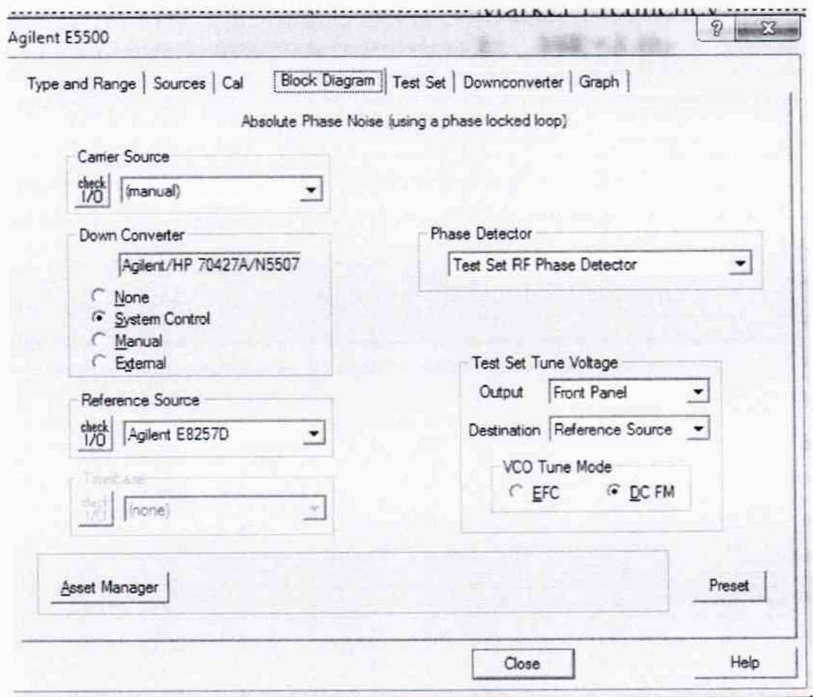 Agilent E5500
?
Type and Range | Sources | Cal | Block Diagram | Test Set | Downconverter | Graph
Absolute Phase Noise (using a phase locked loop)
Carrier Source
check I/O (manual)
Down Converter
Agilent/HP 70427A/N5507
None
System Control
Manual
External
Phase Detector
Test Set RF Phase Detector
Reference Source
check I/O Agilent E8257D
Timebase
check I/O (none)
Test Set Tune Voltage
Output Front Panel
Destination Reference Source
VCO Tune Mode
EFC DC FM
Asset Manager
Preset
Close
Help